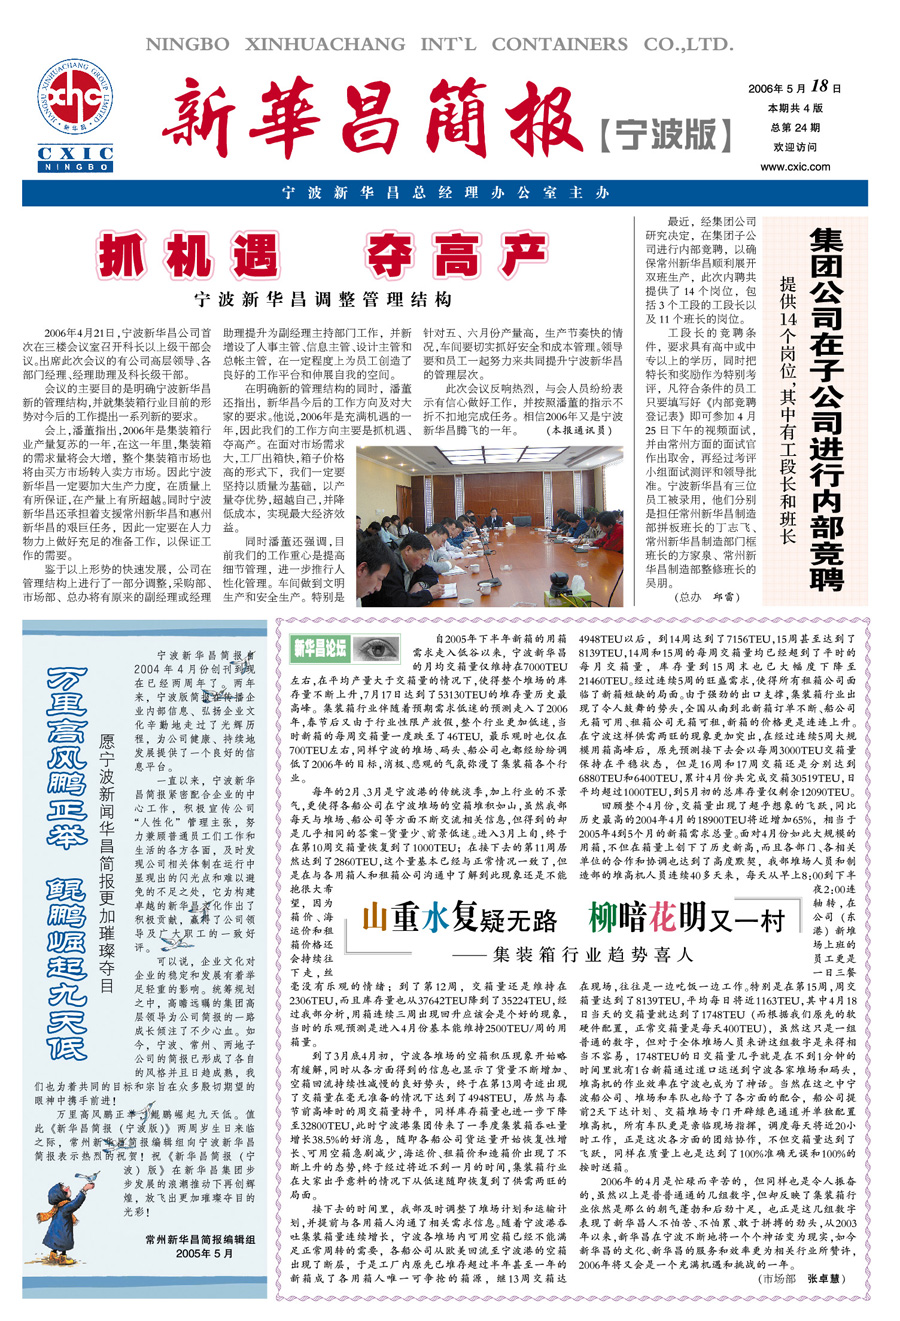 NINGBO XINHUACHANG INT`L CONTAINERS CO.,LTD.
CXIC
NINGBO
新華昌簡报【宁波版】
2006年 5 月 18 日
本期共 4 版
总第 24 期
欢迎访问
www.cxic.com
宁波新华昌总经理办公室主办
抓机遇 夺高产
宁波新华昌调整管理结构
2006年4月21日,宁波新华昌公司首
次在三楼会议室召开科长以上级干部会
议。出席此次会议的有公司高层领导、各
部门经理、经理助理及科长级干部。
会议的主要目的是明确宁波新华昌
新的管理结构,并就集装箱行业目前的形
势对今后的工作提出一系列新的要求。
会上,潘董指出,2006年是集装箱行
业产量复苏的一年,在这一年里,集装箱
的需求量将会大增,整个集装箱市场也
将由买方市场转入卖方市场。因此宁波
新华昌一定要加大生产力度,在质量上
有所保证,在产量上有所超越。同时宁波
新华昌还承担着支援常州新华昌和惠州
新华昌的艰巨任务,因此一定要在人力
物力上做好充足的准备工作,以保证工
作的需要。
鉴于以上形势的快速发展,公司在
管理结构上进行了一部分调整,采购部、
市场部、总办将有原来的副经理或经理
助理提升为副经理主持部门工作,并新
增设了人事主管、信息主管、设计主管和
总帐主管,在一定程度上为员工创造了
良好的工作平台和伸展自我的空间。
在明确新的管理结构的同时,潘董
还指出,新华昌今后的工作方向及对大
家的要求。他说,2006年是充满机遇的一
年,因此我们的工作方向主要是抓机遇、
夺高产。在面对市场需求
大,工厂出箱快,箱子价格
高的形式下,我们一定要
坚持以质量为基础,以产
量夺优势,超越自己,并降
低成本,实现最大经济效
益。
同时潘董还强调,目
前我们的工作重心是提高
细节管理,进一步推行人
性化管理。车间做到文明
生产和安全生产。特别是
针对五、六月份产量高,生产节奏快的情
况,车间要切实抓好安全和成本管理。领导
要和员工一起努力来共同提升宁波新华昌
的管理层次。
此次会议反响热烈,与会人员纷纷表
示有信心做好工作,并按照潘董的指示不
折不扣地完成任务。相信2006年又是宁波
新华昌腾飞的一年。 (本报通讯员)
最近,经集团公司
研究决定,在集团子公
司进行内部竞聘,以确
保常州新华昌顺利展开
双班生产,此次内聘共
提供了 14 个岗位,包
括 3 个工段的工段长以
及 11 个班长的岗位。
工段长的竞聘条
件,要求具有高中或中
专以上的学历,同时把
特长和奖励作为特别考
评,凡符合条件的员工
只要填写好《内部竞聘
登记表》即可参加 4 月
25 日下午的视频面试,
并由常州方面的面试官
作出取舍,再经过考评
小组面试测评和领导批
准。宁波新华昌有三位
员工被录用,他们分别
是担任常州新华昌制造
部拼板班长的丁志飞、
常州新华昌制造部门框
班长的方家泉、常州新
华昌制造部整修班长的
吴朋。
(总办 邱雷)
集团公司在子公司进行内部竞聘
提供14个岗位,其中有工段长和班长
万里高风鹏正举 鲲鹏崛起九天低
愿宁波新闻华昌简报更加璀璨夺目
宁波新华昌简报自
2004 年 4 月份创刊到现
在已经两周年了。两年
来,宁波版简报在传播企
业内部信息、弘扬企业文
化辛勤地走过了光辉历
程,为公司健康、持续地
发展提供了一个良好的信
息平台。
一直以来,宁波新华昌
昌简报紧密配合企业的中
心工作,积极宣传公司
“人性化”管理主张,努
力兼顾普通员工们工作和
生活的各方各面,及时发
现公司相关体制在运行中
显现出的闪光点和难以避
免的不足之处,它为构建
卓越的新华昌文化作出了
积极贡献,赢得了公司领
导及广大职工的一致好
评。
可以说,企业文化对
企业的稳定和发展有着举
足轻重的影响。统筹规划
之中,高瞻远瞩的集团高
层领导为公司简报的一路
成长倾注了不少心血。如
今,宁波、常州、两地子
公司的简报已形成了各自
的风格并且日趋成熟,我
们也为着共同的目标和宗旨在众多殷切期望的
眼神中携手前进!
万里高风鹏正举,鲲鹏崛起九天低。值
此《新华昌简报(宁波版)》两周岁生日来临
之际,常州新华昌简报编辑组向宁波新华昌
简报表示热烈的祝贺!祝《新华昌简报(宁
波)版》在新华昌集团步
步发展的浪潮推动下再创辉
煌,放飞出更加璀璨夺目的
光彩!
常州新华昌简报编辑组
2005年 5 月
新华昌论坛
自2005年下半年新箱的用箱
需求走入低谷以来,宁波新华昌
的月均交箱量仅维持在7000TEU
左右,在平均产量大于交箱量的情况下,使得整个堆场的库
存量不断上升,7月17日达到了53130TEU的堆存量历史最
高峰。集装箱行业伴随着预期需求低迷的预测走入了2006
年,春节后又由于行业性限产放假,整个行业更加低迷,当
时新箱的每周交箱量一度跌至了46TEU,最乐观时也仅在
700TEU左右,同样宁波的堆场、码头、船公司也都经纷纷调
低了2006年的目标,消极、悲观的气氛弥漫了集装箱各个行
业。
每年的2月、3月是宁波港的传统淡季,加上行业的不景
气,更使得各船公司在宁波堆场的空箱堆积如山,虽然我部
每天与堆场、船公司等方面不断交流相关信息,但得到的却
是几乎相同的答案-货量少、前景低迷。进入3月上旬,终于
在第10周交箱量恢复到了1000TEU;在接下去的第11周居
然达到了2860TEU,这个量基本已经与正常情况一致了,但
是在与各用箱人和租箱公司沟通中了解到此现象还是不能
抱很大希
望,因为
箱价、海
运价和租
箱价格还
会持续往
下走,丝
毫没有乐观的情绪;到了第12周,交箱量还是维持在
2306TEU,而且库存量也从37642TEU降到了35224TEU,经
过我部分析,用箱连续三周出现回升应该会是个好的现象,
当时的乐观预测是进入4月份基本能维持2500TEU/周的用
箱量。
到了3月底4月初,宁波各堆场的空箱积压现象开始略
有缓解,同时从各方面得到的信息也显示了货量不断增加、
空箱回流持续性减慢的良好势头,终于在第13周奇迹出现
了交箱量在毫无准备的情况下达到了4948TEU,居然与春
节前高峰时的周交箱量持平,同样库存箱量也进一步下降
至32800TEU,此时宁波港集团传来了一季度集装箱吞吐量
增长38.5%的好消息,随即各船公司货运量开始恢复性增
长、可用空箱急剧减少,海运价、租箱价和造箱价出现了不
断上升的态势,终于经过将近不到一月的时间,集装箱行业
在大家出乎意料的情况下从低迷随即恢复到了供需两旺的
局面。
接下去的时间里,我部及时调整了堆场计划和运输计
划,并提前与各用箱人沟通了相关需求信息。随着宁波港吞
吐集装箱量连续增长,宁波各堆场内可用空箱已经不能满
足正常周转的需要,各船公司从欧美回流至宁波港的空箱
出现了断层,于是工厂内原先已堆存超过半年甚至一年的
新箱成了各用箱人唯一可争抢的箱源,继13周交箱达
山重水复疑无路 柳暗花明又一村
——集装箱行业趋势喜人
4948TEU以后,到14周达到了7156TEU,15周甚至达到了
8139TEU,14周和15周的每周交箱量均已经超到了平时的
每月交箱量,库存量到15周末也已大幅度下降至
21460TEU。经过连续5周的旺盛需求,使得所有租箱公司面
临了新箱短缺的局面。由于强劲的出口支撑,集装箱行业出
现了令人鼓舞的势头,全国从南到北新箱订单不断、船公司
无箱可用、租箱公司无箱可租,新箱的价格更是连连上升。
在宁波这样供需两旺的现象更加突出,在经过连续5周大规
模用箱高峰后,原先预测接下去会以每周3000TEU交箱量
保持在平稳状态,但是16周和17周交箱还是分别达到
6880TEU和6400TEU,累计4月份共完成交箱30519TEU,日
平均超过1000TEU,到5月初的总库存量仅剩余12090TEU。
回顾整个4月份,交箱量出现了超乎想象的飞跃,同比
历史最高的2004年4月的18900TEU将近增加65%,相当于
2005年4到5个月的新箱需求总量。面对4月份如此大规模的
用箱,不但在箱量上创下了历史新高,而且各部门、各相关
单位的合作和协调也达到了高度默契,我部堆场人员和制
造部的堆高机人员连续40多天来,每天从早上8:00到下半
夜2:00连
轴转,在
公司(东
港)新堆
场上班的
员工更是
一日三餐
在现场,往往是一边吃饭一边工作。特别是在第15周,周交
箱量达到了8139TEU,平均每日将近1163TEU,其中4月18
日当天的交箱量就达到了1748TEU(而根据我们原先的软
硬件配置,正常交箱量是每天400TEU),虽然这只是一组
普通的数字,但对于全体堆场人员来讲这组数字是来得相
当不容易,1748TEU的日交箱量几乎就是在不到1分钟的
时间里就有1台新箱通过道口运送到宁波各家堆场和码头,
堆高机的作业效率在宁波也成为了神话。当然在这之中宁
波船公司、堆场和车队也给予了各方面的配合,船公司提
前2天下达计划、交箱堆场专门开辟绿色通道并单独配置
堆高机,所有车队更是亲临现场指挥,调度每天将近20小
时工作,正是这次各方面的团结协作,不但交箱量达到了
飞跃,同样在质量上也是达到了100%准确无误和100%的
按时送箱。
2006年的4月是忙碌而辛苦的,但同样也是令人振奋
的,虽然以上是普普通通的几组数字,但却反映了集装箱行
业依然是那么的朝气蓬勃和后劲十足,也正是这几组数字
表现了新华昌人不怕苦、不怕累、敢于拼搏的劲头,从2003
年以来,新华昌在宁波不断地将一个个神话变为现实,如今
新华昌的文化、新华昌的服务和效率更为相关行业所赞许,
2006年将又会是一个充满机遇和挑战的一年。
(市场部 张卓慧)